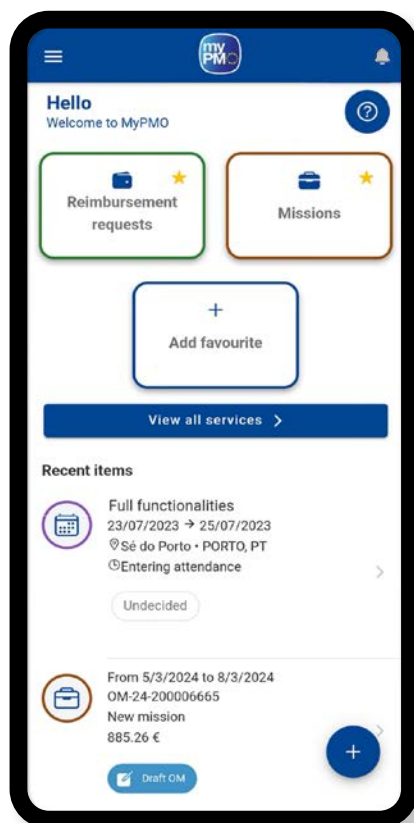 my
PMO
Hello
Welcome to MyPMO
?
Reimbursement
requests
Missions
+
Add favourite
View all services
Recent items
Full functionalities
23/07/2023 → 25/07/2023
Sé do Porto • PORTO, PT
Entering attendance
Undecided
From 5/3/2024 to 8/3/2024
OM-24-200006665
New mission
885.26 €
Draft OM
+